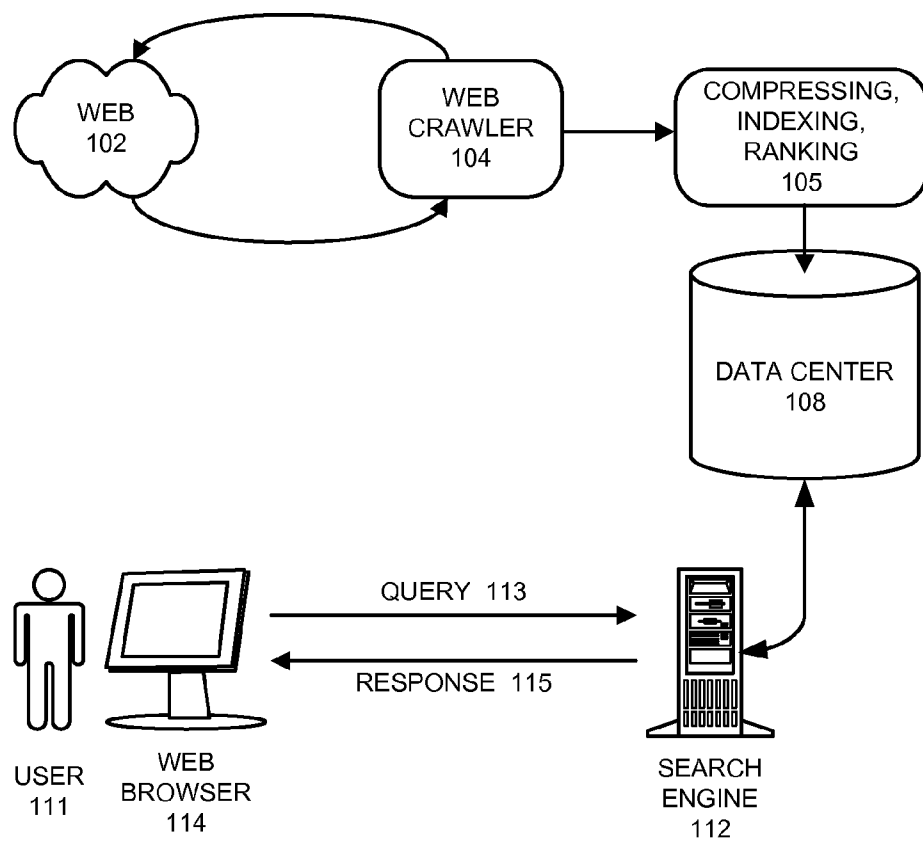 WEB
102
WEB
CRAWLER
104
COMPRESSING,
INDEXING,
RANKING
105
DATA CENTER
108
QUERY 113
RESPONSE 115
USER
111
WEB
BROWSER
114
SEARCH
ENGINE
112